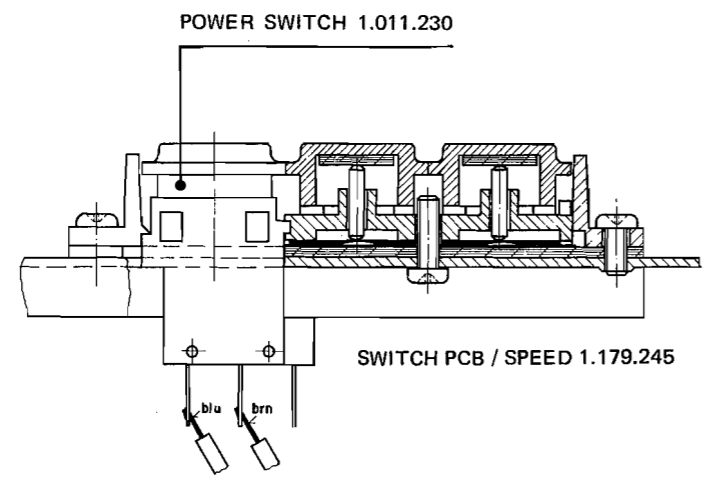 POWER SWITCH 1.011.230
SWITCH PCB / SPEED 1.179.245
blu brn